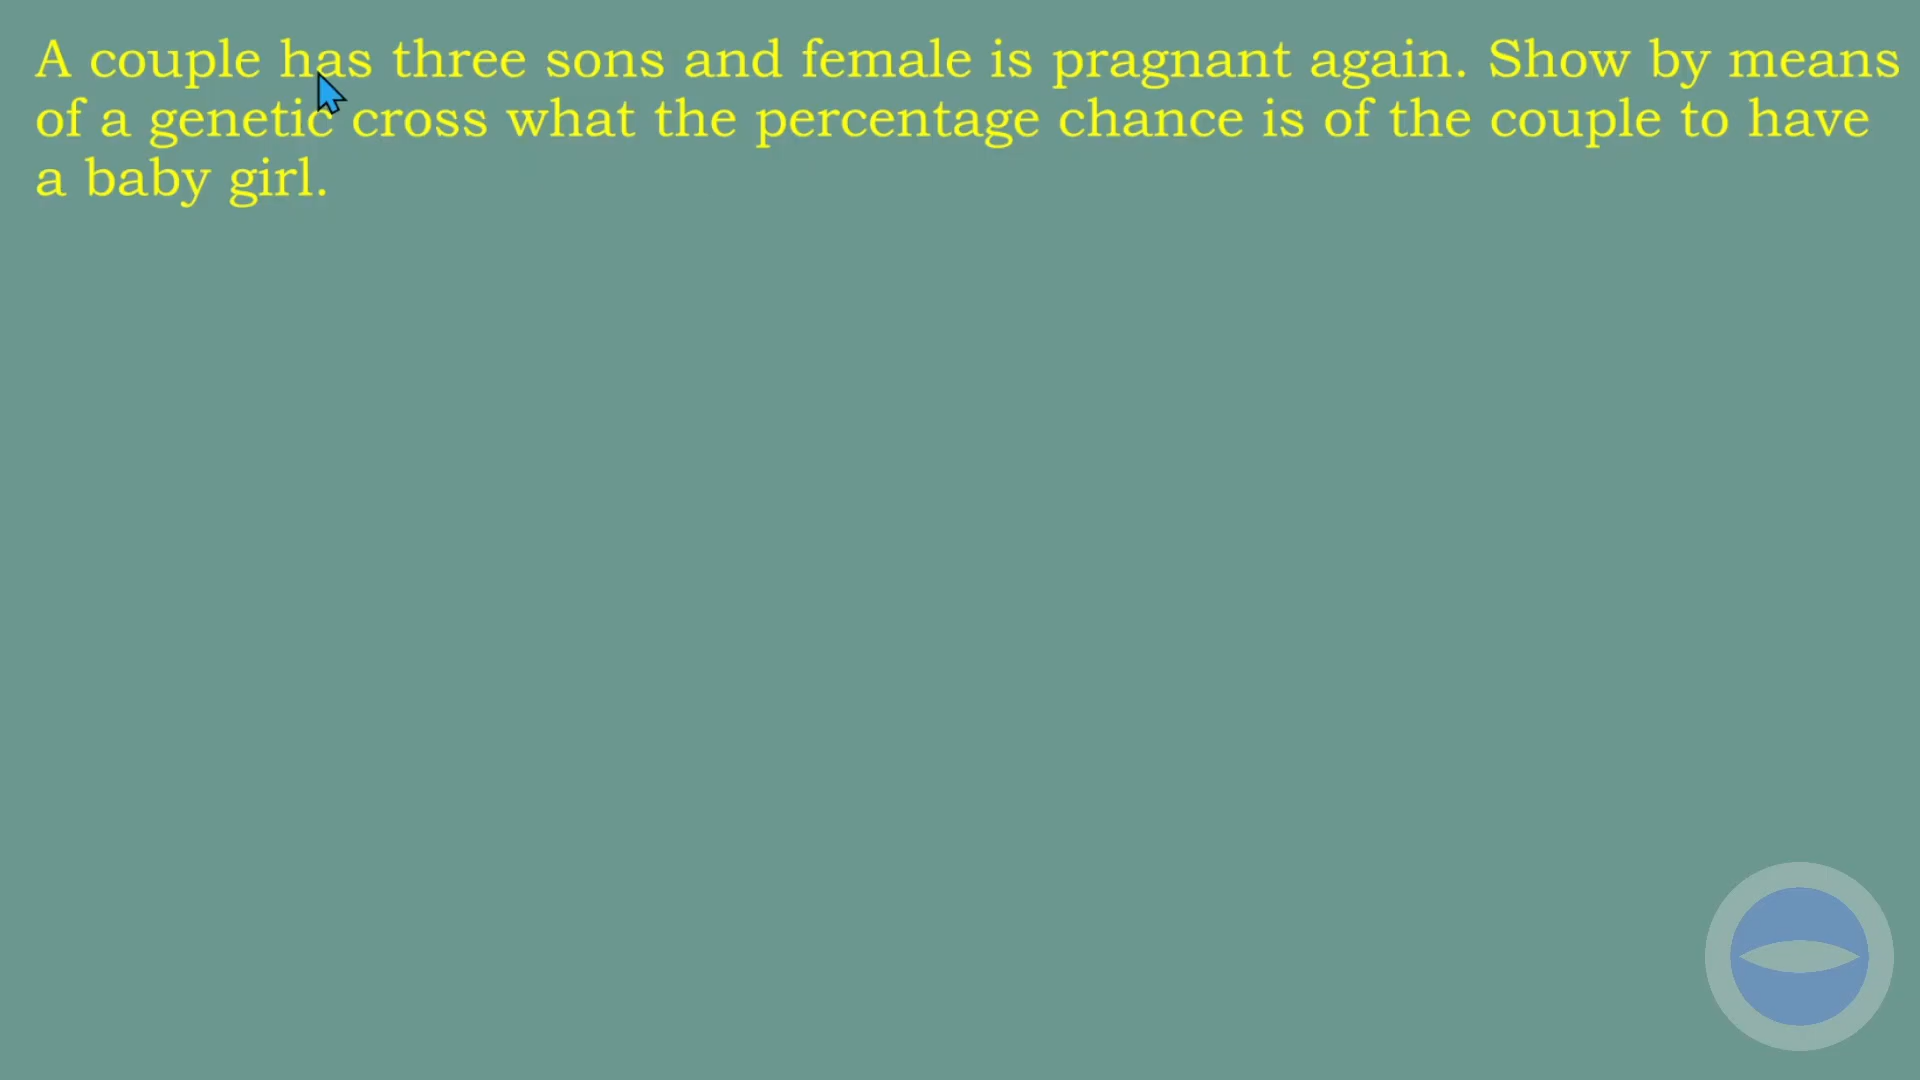 A couple has three sons and female is pragnant again. Show by means
of a genetic cross what the percentage chance is of the couple to have
a baby girl.